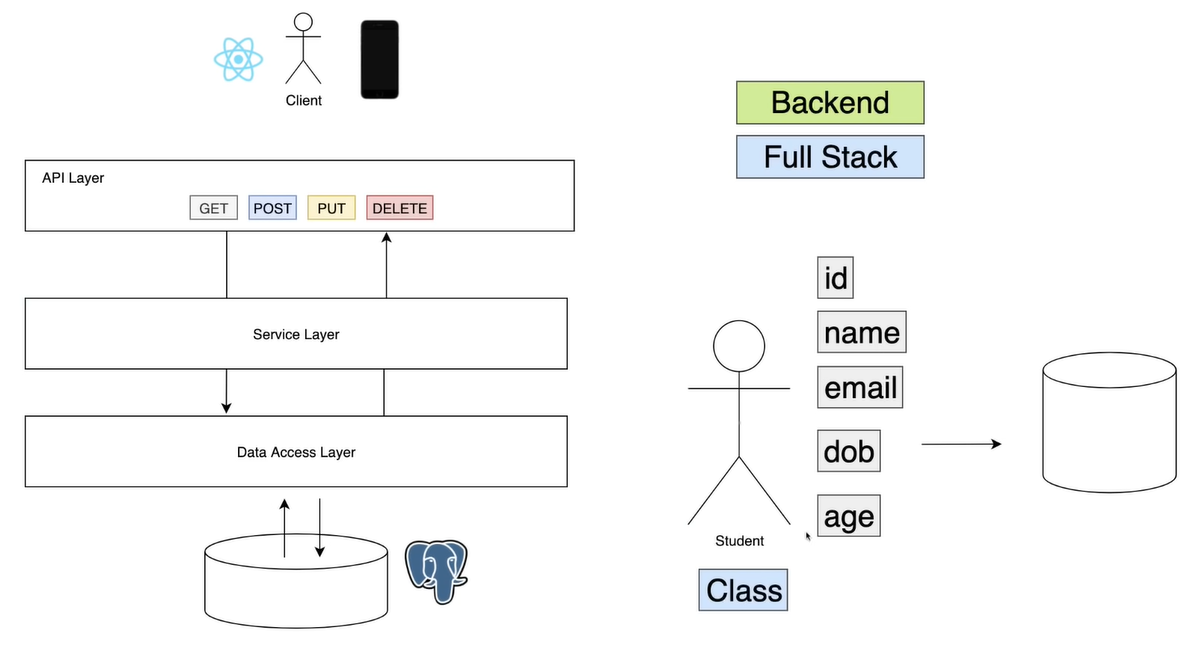 Client
API Layer
GET POST PUT DELETE
Service Layer
Data Access Layer
Backend
Full Stack
id
name
email
dob
age
Student
Class